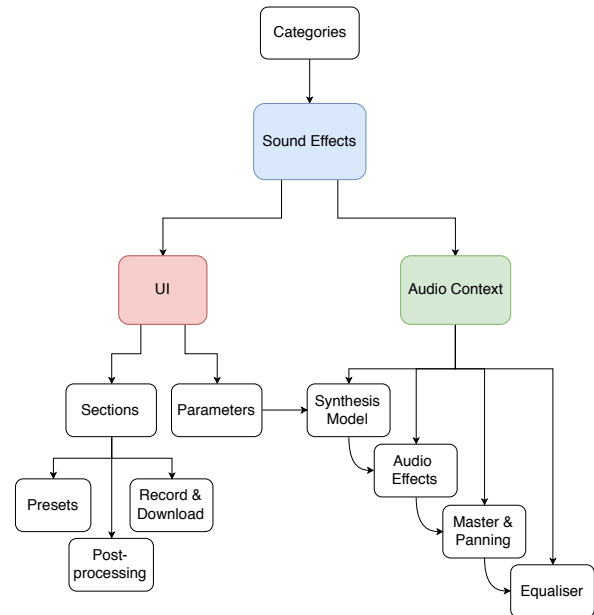 Categories
Sound Effects
UI
Audio Context
Sections
Parameters
Synthesis
Model
Audio
Effects
Presets
Record &
Download
Master &
Panning
Post-
processing
Equaliser